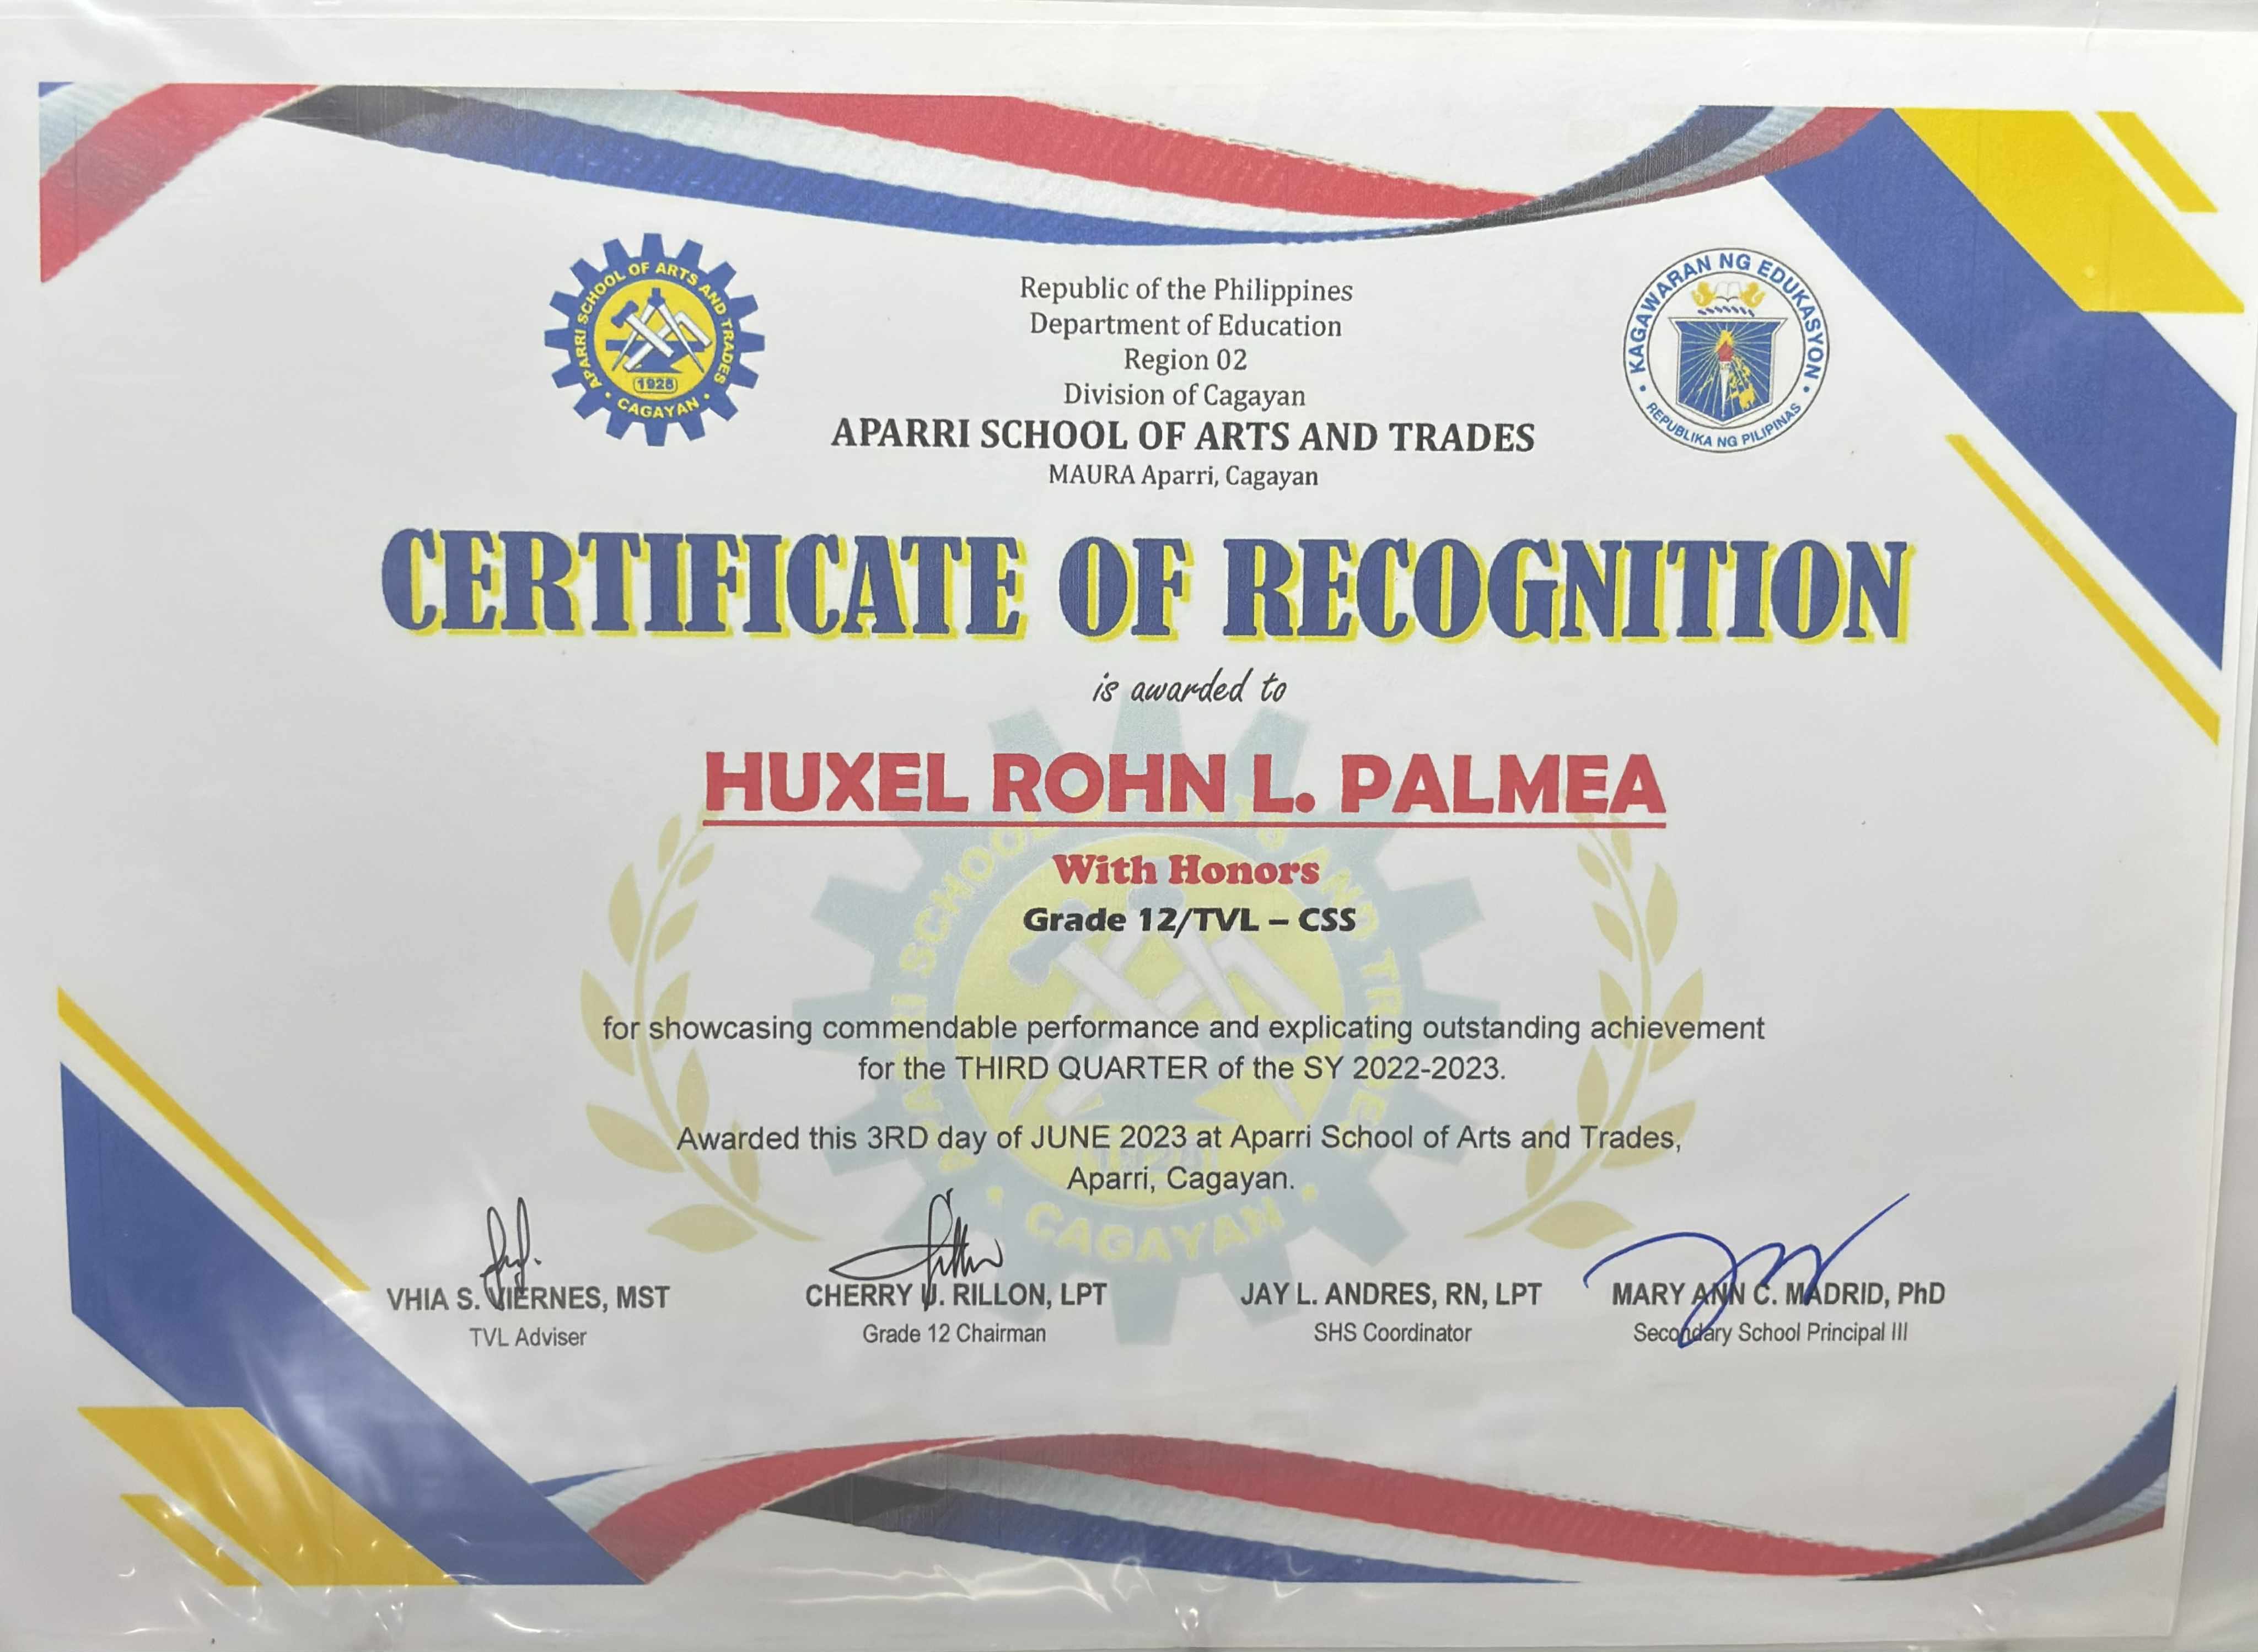 APARRI SCHOOL OF ARTS AND TRADES
1928
CAGAYAN
Republic of the Philippines
Department of Education
Region 02
Division of Cagayan
APARRI SCHOOL OF ARTS AND TRADES
MAURA Aparri, Cagayan
KAGAWARAN NG EDUKASYON
REPUBLIKA NG PILIPINAS
CERTIFICATE OF RECOGNITION
is awarded to
HUXEL ROHN L. PALMEA
With Honors
Grade 12/TVL – CSS
for showcasing commendable performance and explicating outstanding achievement
for the THIRD QUARTER of the SY 2022-2023.
Awarded this 3RD day of JUNE 2023 at Aparri School of Arts and Trades,
Aparri, Cagayan.
CAGAYAN
VHIA S. VIERNES, MST
TVL Adviser
CHERRY U. RILLON, LPT
Grade 12 Chairman
JAY L. ANDRES, RN, LPT
SHS Coordinator
MARY ANN C. MADRID, PhD
Secondary School Principal III